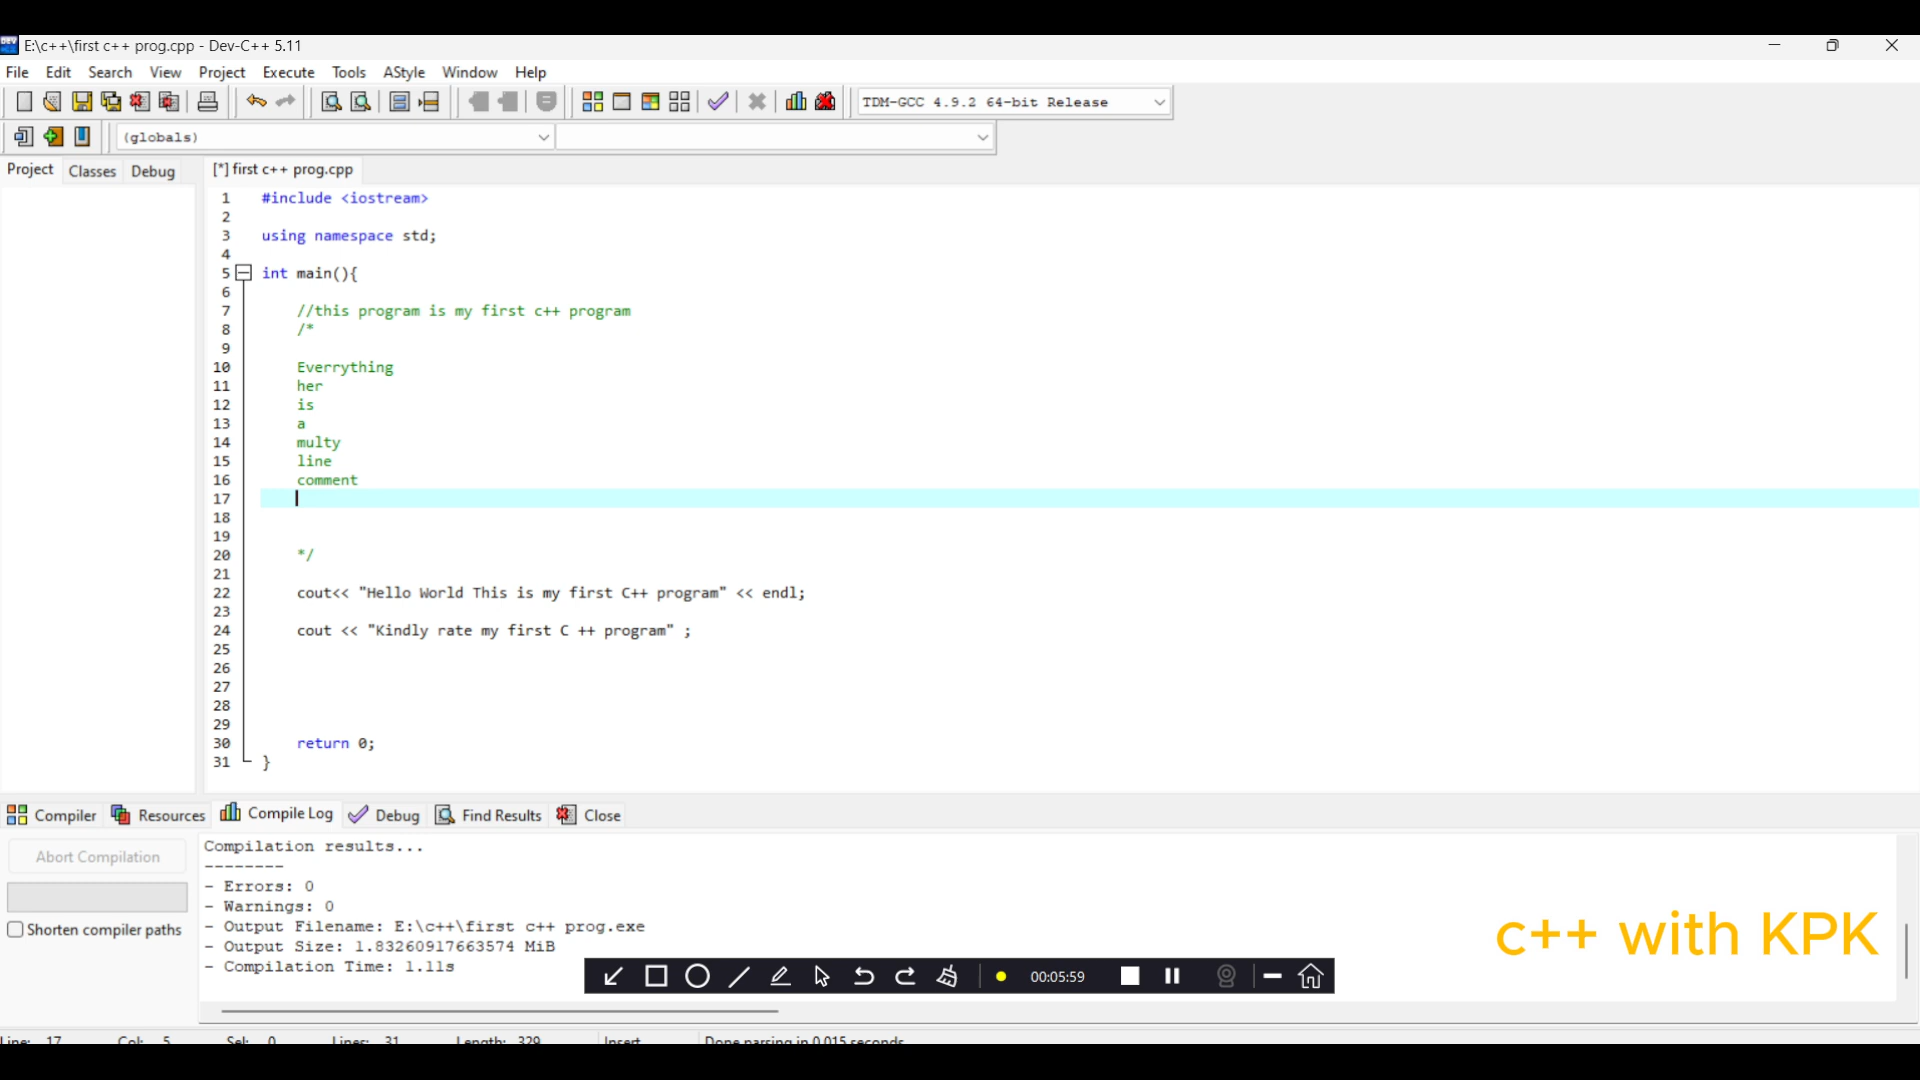 E:\c++\first c++ prog.cpp - Dev-C++ 5.11
File Edit Search View Project Execute Tools AStyle Window Help
TDM-GCC 4.9.2 64-bit Release
(globals)
Project Classes Debug
[*] first c++ prog.cpp
1 #include <iostream>
2
3 using namespace std;
4
5 int main(){
6
7 //this program is my first c++ program
8 /*
9
10 Everrything
11 her
12 is
13 a
14 multy
15 line
16 comment
17
18
19
20 */
21
22 cout<< "Hello World This is my first C++ program" << endl;
23
24 cout << "Kindly rate my first C ++ program" ;
25
26
27
28
29
30 return 0;
31 }
Compiler Resources Compile Log Debug Find Results Close
Abort Compilation
Shorten compiler paths
Compilation results...
--------
- Errors: 0
- Warnings: 0
- Output Filename: E:\c++\first c++ prog.exe
- Output Size: 1.83260917663574 MiB
- Compilation Time: 1.11s
c++ with KPK
00:05:59
Line: 17 Col: 5 Sel: 0 Lines: 31 Length: 329 Insert Done parsing in 0.015 seconds